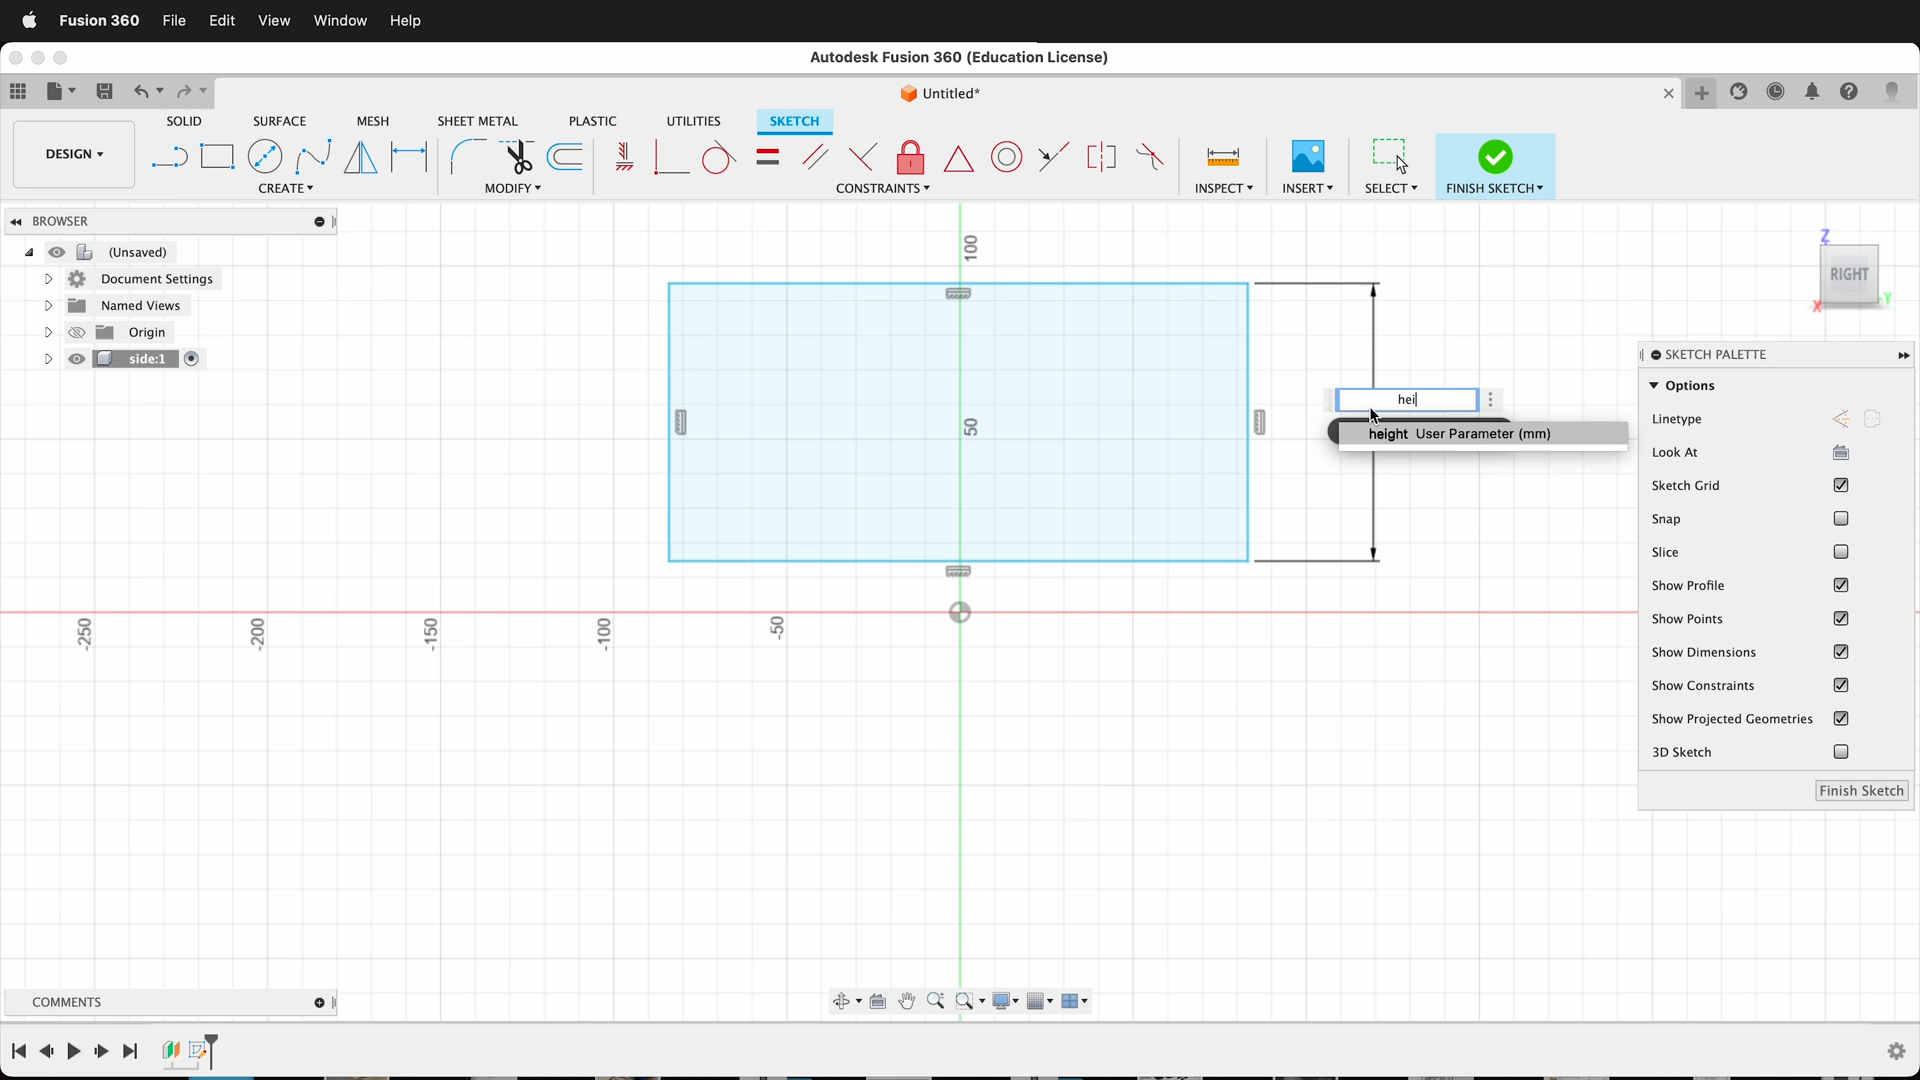 Fusion 360 File Edit View Window Help
Autodesk Fusion 360 (Education License)
Untitled*
SOLID SURFACE MESH SHEET METAL PLASTIC UTILITIES SKETCH
DESIGN
CREATE MODIFY CONSTRAINTS INSPECT INSERT SELECT FINISH SKETCH
BROWSER
(Unsaved)
Document Settings
Named Views
Origin
side:1
100
50
-250 -200 -150 -100 -50
hei
height User Parameter (mm)
Z
RIGHT
X Y
SKETCH PALETTE
Options
Linetype
Look At
Sketch Grid
Snap
Slice
Show Profile
Show Points
Show Dimensions
Show Constraints
Show Projected Geometries
3D Sketch
Finish Sketch
COMMENTS